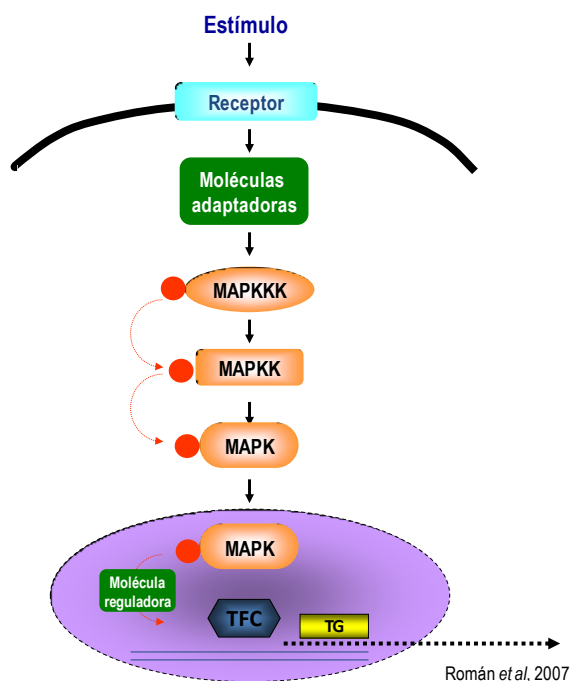 Estímulo
Receptor
Moléculas
adaptadoras
MAPKKK
MAPKK
MAPK
MAPK
Molécula
reguladora
TFC
TG
Román et al, 2007